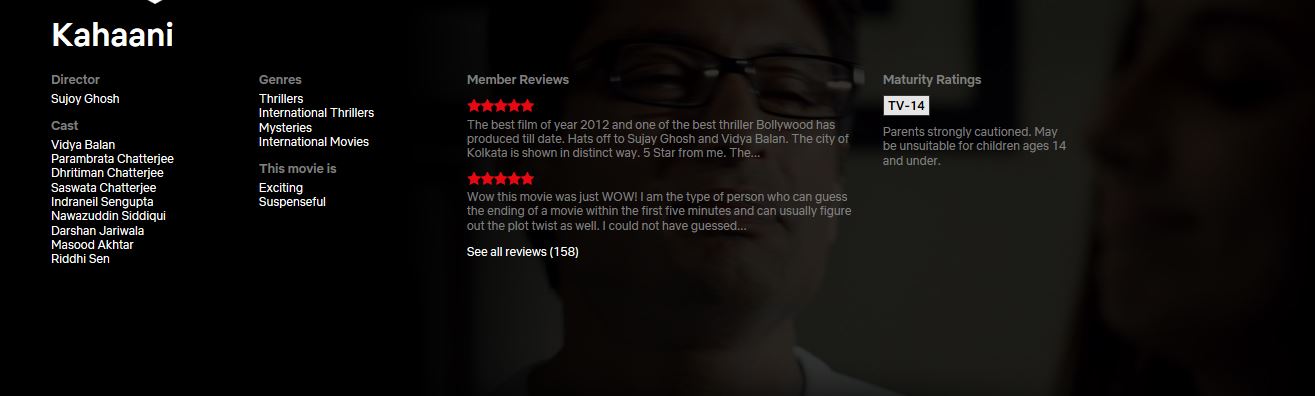 Kahaani
Director
Sujoy Ghosh
Cast
Vidya Balan
Parambrata Chatterjee
Dhritiman Chatterjee
Saswata Chatterjee
Indraneil Sengupta
Nawazuddin Siddiqui
Darshan Jariwala
Masood Akhtar
Riddhi Sen
Genres
Thrillers
International Thrillers
Mysteries
International Movies
This movie is
Exciting
Suspenseful
Member Reviews
The best film of year 2012 and one of the best thriller Bollywood has
produced till date. Hats off to Sujay Ghosh and Vidya Balan. The city of
Kolkata is shown in distinct way. 5 Star from me. The...
Wow this movie was just WOW! I am the type of person who can guess
the ending of a movie within the first five minutes and can usually figure
out the plot twist as well. I could not have guessed...
See all reviews (158)
Maturity Ratings
TV-14
Parents strongly cautioned. May
be unsuitable for children ages 14
and under.